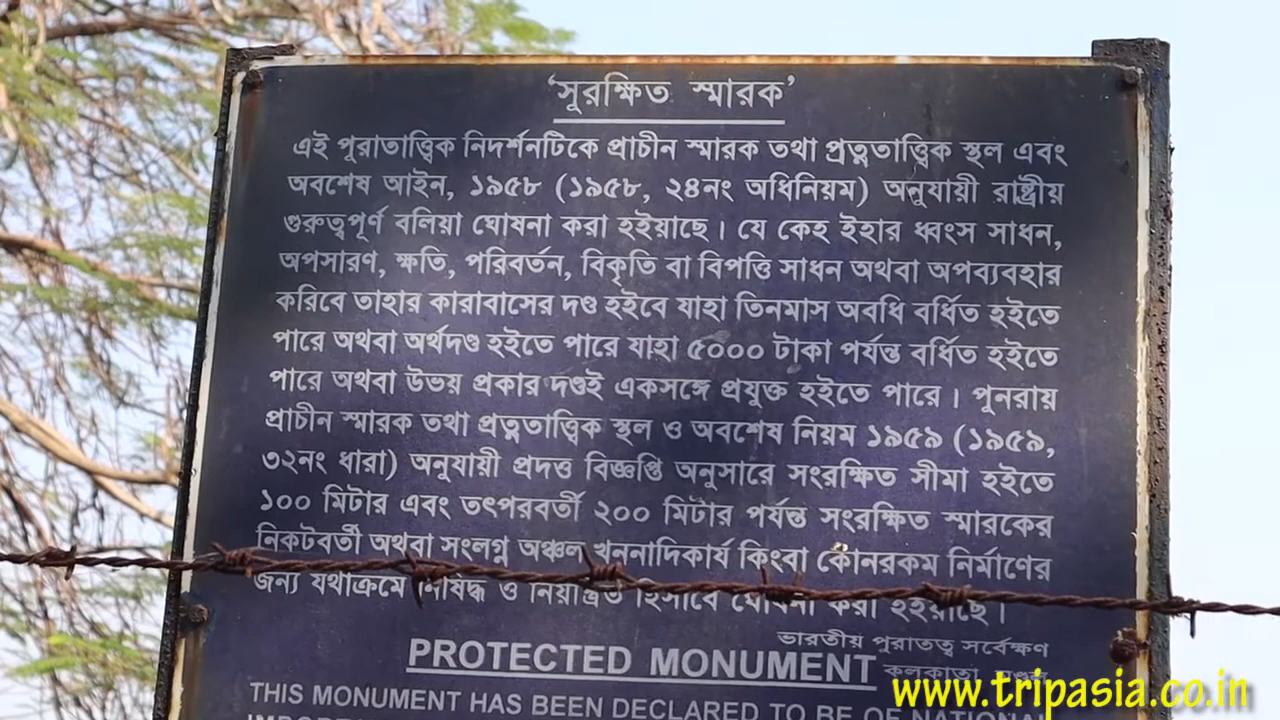 ‘সূরক্ষিত স্মারক’
এই পূরাতাত্ত্বিক নিদর্শনটিকে প্রাচীন স্মারক তথা প্রত্নতাত্ত্বিক স্থল এবং
অবশেষ আইন, ১৯৫৮ (১৯৫৮, ২৪নং অধিনিয়ম) অনূযায়ী রাষ্ট্রীয়
গুরুত্বপূর্ণ বলিয়া ঘোষনা করা হইয়াছে। যে কেহ ইহার ধ্বংস সাধন,
অপসারণ, ক্ষতি, পরিবর্তন, বিকৃতি বা বিপত্তি সাধন অথবা অপব্যবহার
করিবে তাহার কারাবাসের দণ্ড হইবে যাহা তিনমাস অবধি বর্ধিত হইতে
পারে অথবা অর্থদণ্ড হইতে পারে যাহা ৫০০০ টাকা পর্যন্ত বর্ধিত হইতে
পারে অথবা উভয় প্রকার দণ্ডই একসঙ্গে প্রযুক্ত হইতে পারে। পূনরায়
প্রাচীন স্মারক তথা প্রত্নতাত্ত্বিক স্থল ও অবশেষ নিয়ম ১৯৫৯ (১৯৫৯,
৩২নং ধারা) অনূযায়ী প্রদত্ত বিজ্ঞপ্তি অনুসারে সংরক্ষিত সীমা হইতে
১০০ মিটার এবং তৎপরবর্তী ২০০ মিটার পর্যন্ত সংরক্ষিত স্মারকের
নিকটবর্তী অথবা সংলগ্ন অঞ্চল খননাদিকার্য কিংবা কোনরকম নির্মাণের
জন্য যথাক্রমে নিষিদ্ধ ও নিয়ন্ত্রিত হিসাবে ঘোষনা করা হইয়াছে।
ভারতীয় পুরাতত্ব সর্বেক্ষণ
PROTECTED MONUMENT কলকাতা মণ্ডল
THIS MONUMENT HAS BEEN DECLARED TO BE OF NATIONAL
www.tripasia.co.in